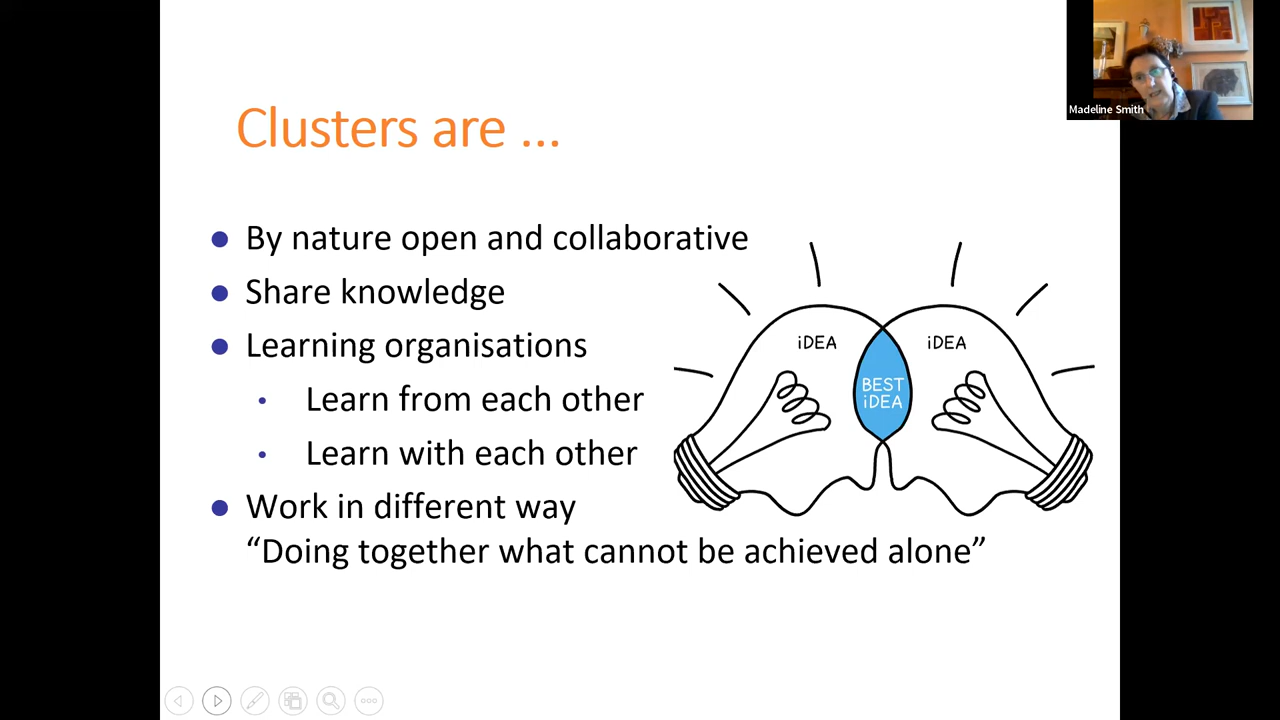 Madeline Smith
Clusters are ...
● By nature open and collaborative
● Share knowledge
● Learning organisations
• Learn from each other
• Learn with each other
● Work in different way
“Doing together what cannot be achieved alone”
iDEA
iDEA
BEST
iDEA